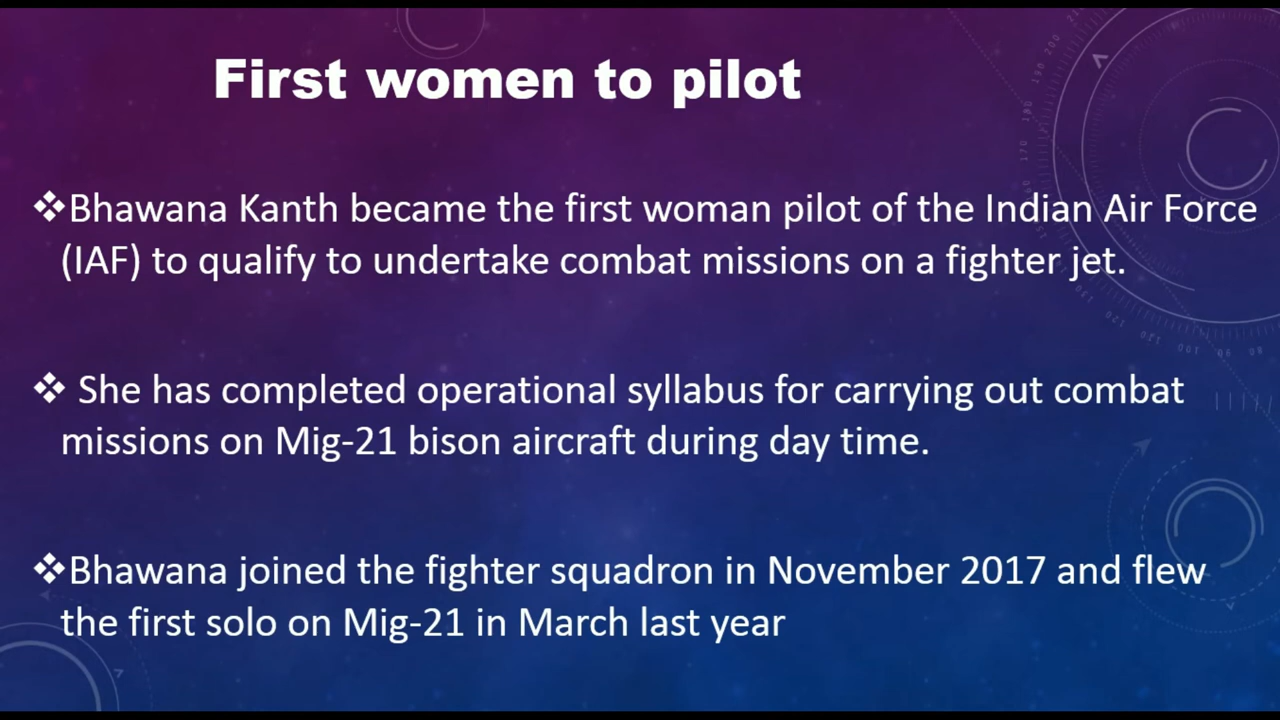 First women to pilot
❖Bhawana Kanth became the first woman pilot of the Indian Air Force
(IAF) to qualify to undertake combat missions on a fighter jet.
❖ She has completed operational syllabus for carrying out combat
missions on Mig-21 bison aircraft during day time.
❖Bhawana joined the fighter squadron in November 2017 and flew
the first solo on Mig-21 in March last year